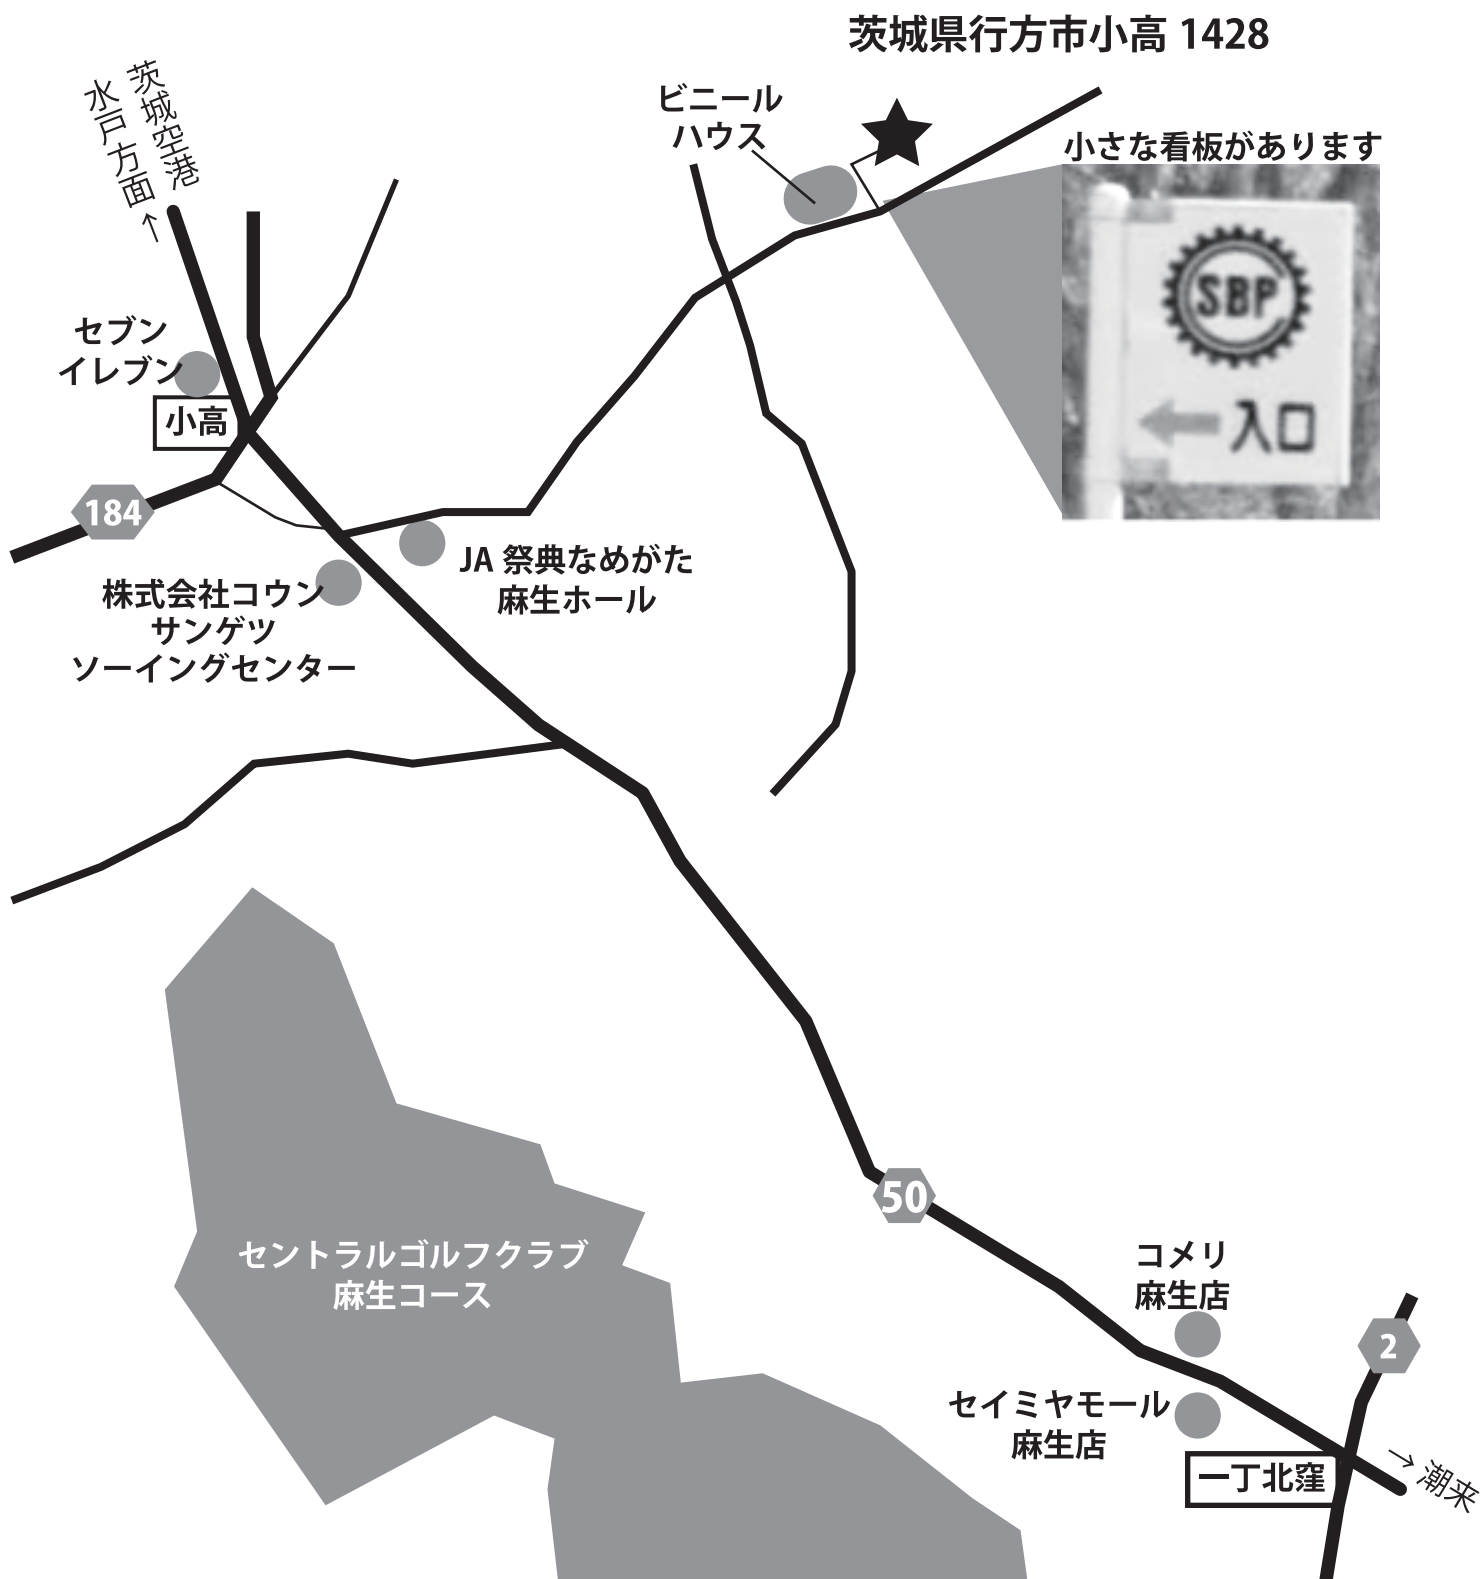 茨城県行方市小高 1428
茨城空港
水戸方面
↑
ビニール
ハウス
小さな看板があります
SBP
← 入口
セブン
イレブン
小高
184
JA 祭典なめがた
麻生ホール
株式会社コウン
サンゲツ
ソーイングセンター
50
セントラルゴルフクラブ
麻生コース
コメリ
麻生店
2
セイミヤモール
麻生店
一丁北窪
→ 潮来